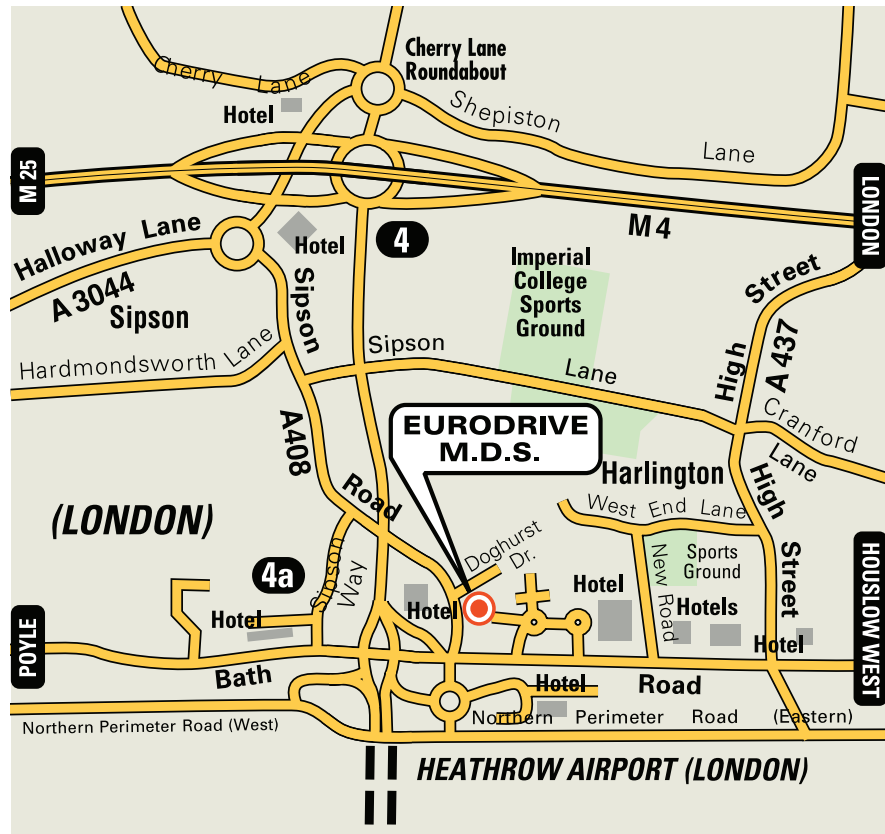 Cherry Lane
Roundabout
Cherry Lane
Hotel
Shepiston Lane
M 25
LONDON
M 4
Halloway Lane
A 3044
Hotel
4
Sipson
Sipson
Imperial
College
Sports
Ground
High Street
A 437
Hardmondsworth Lane
Sipson Lane
Cranford
Lane
A408
EURODRIVE
M.D.S.
Harlington
High
Street
Road
(LONDON)
West End Lane
Doghurst
Dr.
New Road
Sports
Ground
4a
Sipson
Way
Hotel
Hotel
Hotel
Hotels
Hotel
POYLE
HOUSLOW WEST
Bath Road
Hotel
Northern Perimeter Road (West)
Northern Perimeter Road (Eastern)
HEATHROW AIRPORT (LONDON)